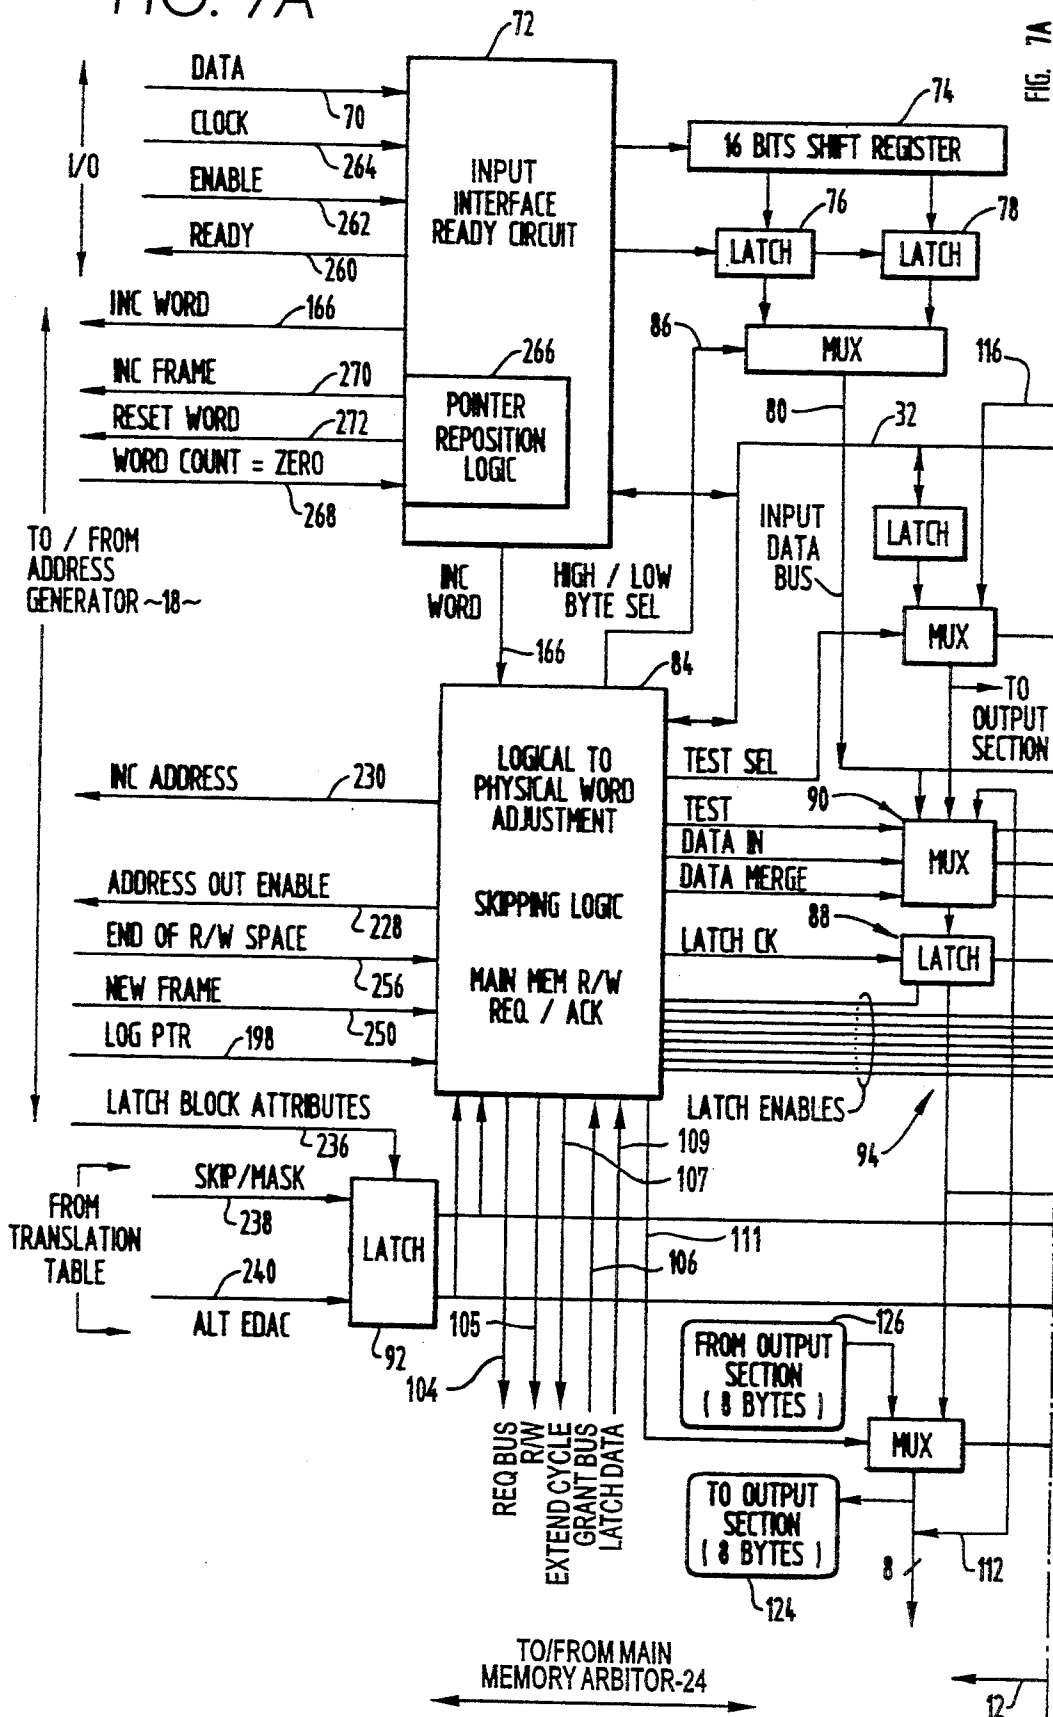 FIG. 7A
FIG. 7A
72
DATA
70
CLOCK
264
I/O
ENABLE
262
READY
260
INPUT
INTERFACE
READY CIRCUIT
74
16 BITS SHIFT REGISTER
76
78
LATCH
LATCH
INC WORD
166
86
MUX
116
INC FRAME
270
RESET WORD
272
WORD COUNT = ZERO
268
266
POINTER
REPOSITION
LOGIC
80
32
TO / FROM
ADDRESS
GENERATOR ~18~
INPUT
DATA
BUS
LATCH
INC
WORD
HIGH / LOW
BYTE SEL
MUX
166
84
TO
OUTPUT
SECTION
INC ADDRESS
230
LOGICAL TO
PHYSICAL WORD
ADJUSTMENT
TEST SEL
90
TEST
DATA IN
DATA MERGE
MUX
ADDRESS OUT ENABLE
228
SKIPPING LOGIC
88
END OF R/W SPACE
256
LATCH CK
LATCH
NEW FRAME
250
MAIN MEM R/W
REQ. / ACK
LOG PTR
198
LATCH BLOCK ATTRIBUTES
236
LATCH ENABLES
94
109
107
SKIP/MASK
238
FROM
TRANSLATION
TABLE
LATCH
111
106
240
ALT EDAC
105
92
104
126
FROM OUTPUT
SECTION
( 8 BYTES )
MUX
REQ BUS
R/W
EXTEND CYCLE
GRANT BUS
LATCH DATA
TO OUTPUT
SECTION
( 8 BYTES )
8
112
124
TO/FROM MAIN
MEMORY ARBITOR-24
12